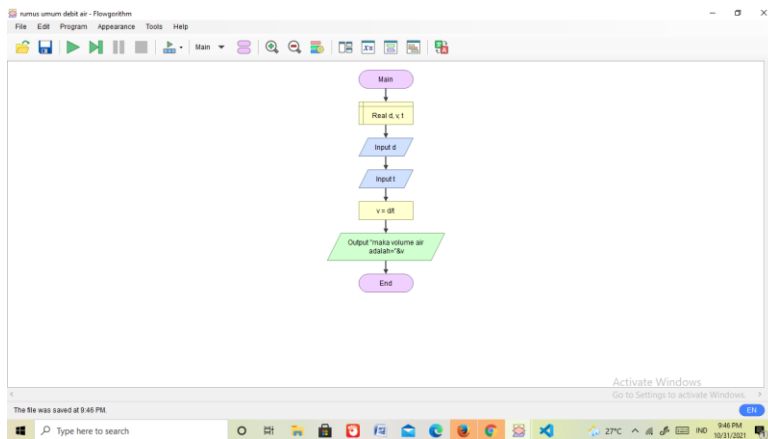 rumus umum debit air - Flowgorithm
File Edit Program Appearance Tools Help
Main
Main
Real d, v, t
Input d
Input t
v = d/t
Output "maka volume air
adalah="&v
End
Activate Windows
Go to Settings to activate Windows.
The file was saved at 9:46 PM.
EN
Type here to search
27°C
IND
9:46 PM
10/31/2021